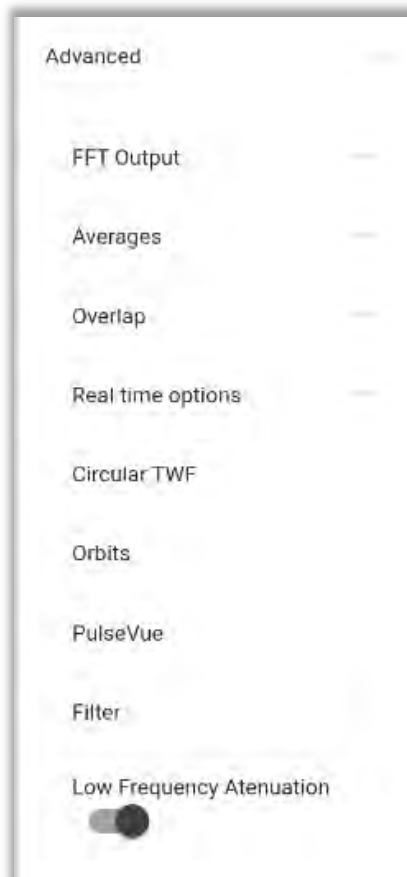 Advanced
FFT Output
Averages
Overlap
Real time options
Circular TWF
Orbits
PulseVue
Filter
Low Frequency Atenuation